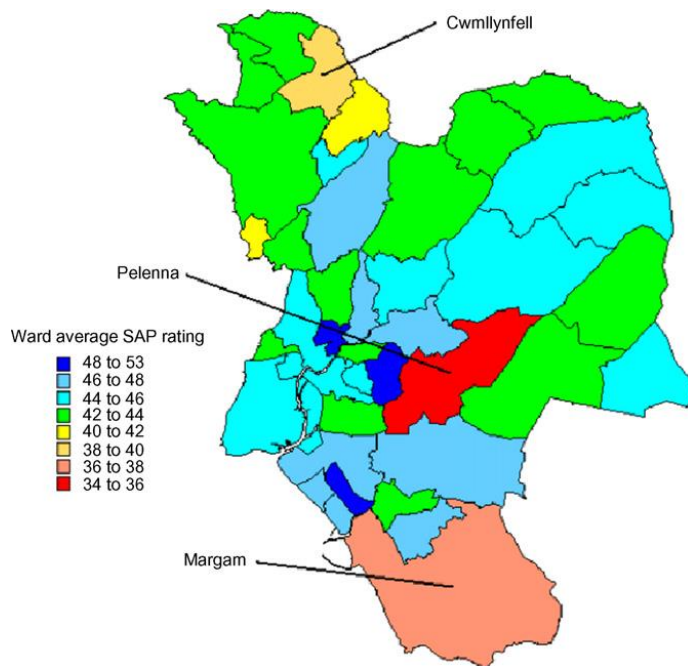 Cwmllynfell
Pelenna
Ward average SAP rating
48 to 53
46 to 48
44 to 46
42 to 44
40 to 42
38 to 40
36 to 38
34 to 36
Margam